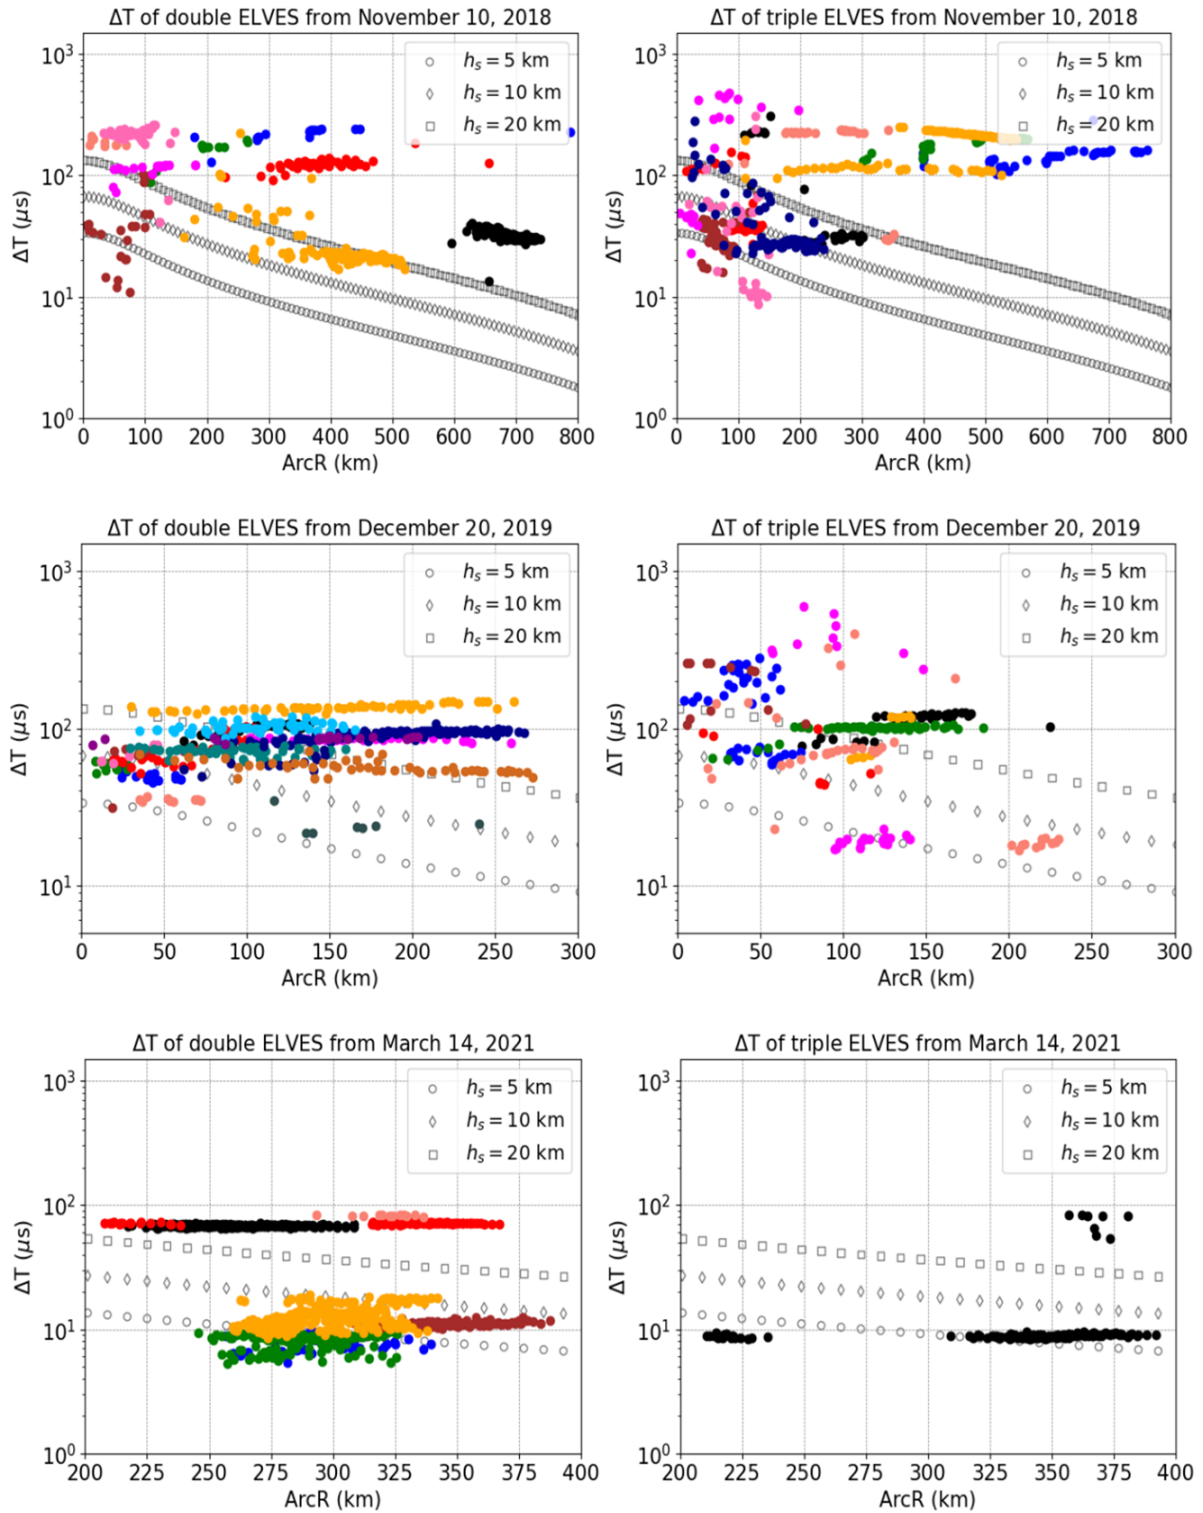 ΔT of double ELVES from November 10, 2018
ΔT of triple ELVES from November 10, 2018
10³
hₛ = 5 km
hₛ = 10 km
hₛ = 20 km
10²
ΔT (μs)
10¹
10⁰
0 100 200 300 400 500 600 700 800
ArcR (km)
10³
hₛ = 5 km
hₛ = 10 km
hₛ = 20 km
10²
ΔT (μs)
10¹
10⁰
0 100 200 300 400 500 600 700 800
ArcR (km)
ΔT of double ELVES from December 20, 2019
ΔT of triple ELVES from December 20, 2019
10³
hₛ = 5 km
hₛ = 10 km
hₛ = 20 km
10²
ΔT (μs)
10¹
0 50 100 150 200 250 300
ArcR (km)
10³
hₛ = 5 km
hₛ = 10 km
hₛ = 20 km
10²
ΔT (μs)
10¹
0 50 100 150 200 250 300
ArcR (km)
ΔT of double ELVES from March 14, 2021
ΔT of triple ELVES from March 14, 2021
10³
hₛ = 5 km
hₛ = 10 km
hₛ = 20 km
10²
ΔT (μs)
10¹
10⁰
200 225 250 275 300 325 350 375 400
ArcR (km)
10³
hₛ = 5 km
hₛ = 10 km
hₛ = 20 km
10²
ΔT (μs)
10¹
10⁰
200 225 250 275 300 325 350 375 400
ArcR (km)